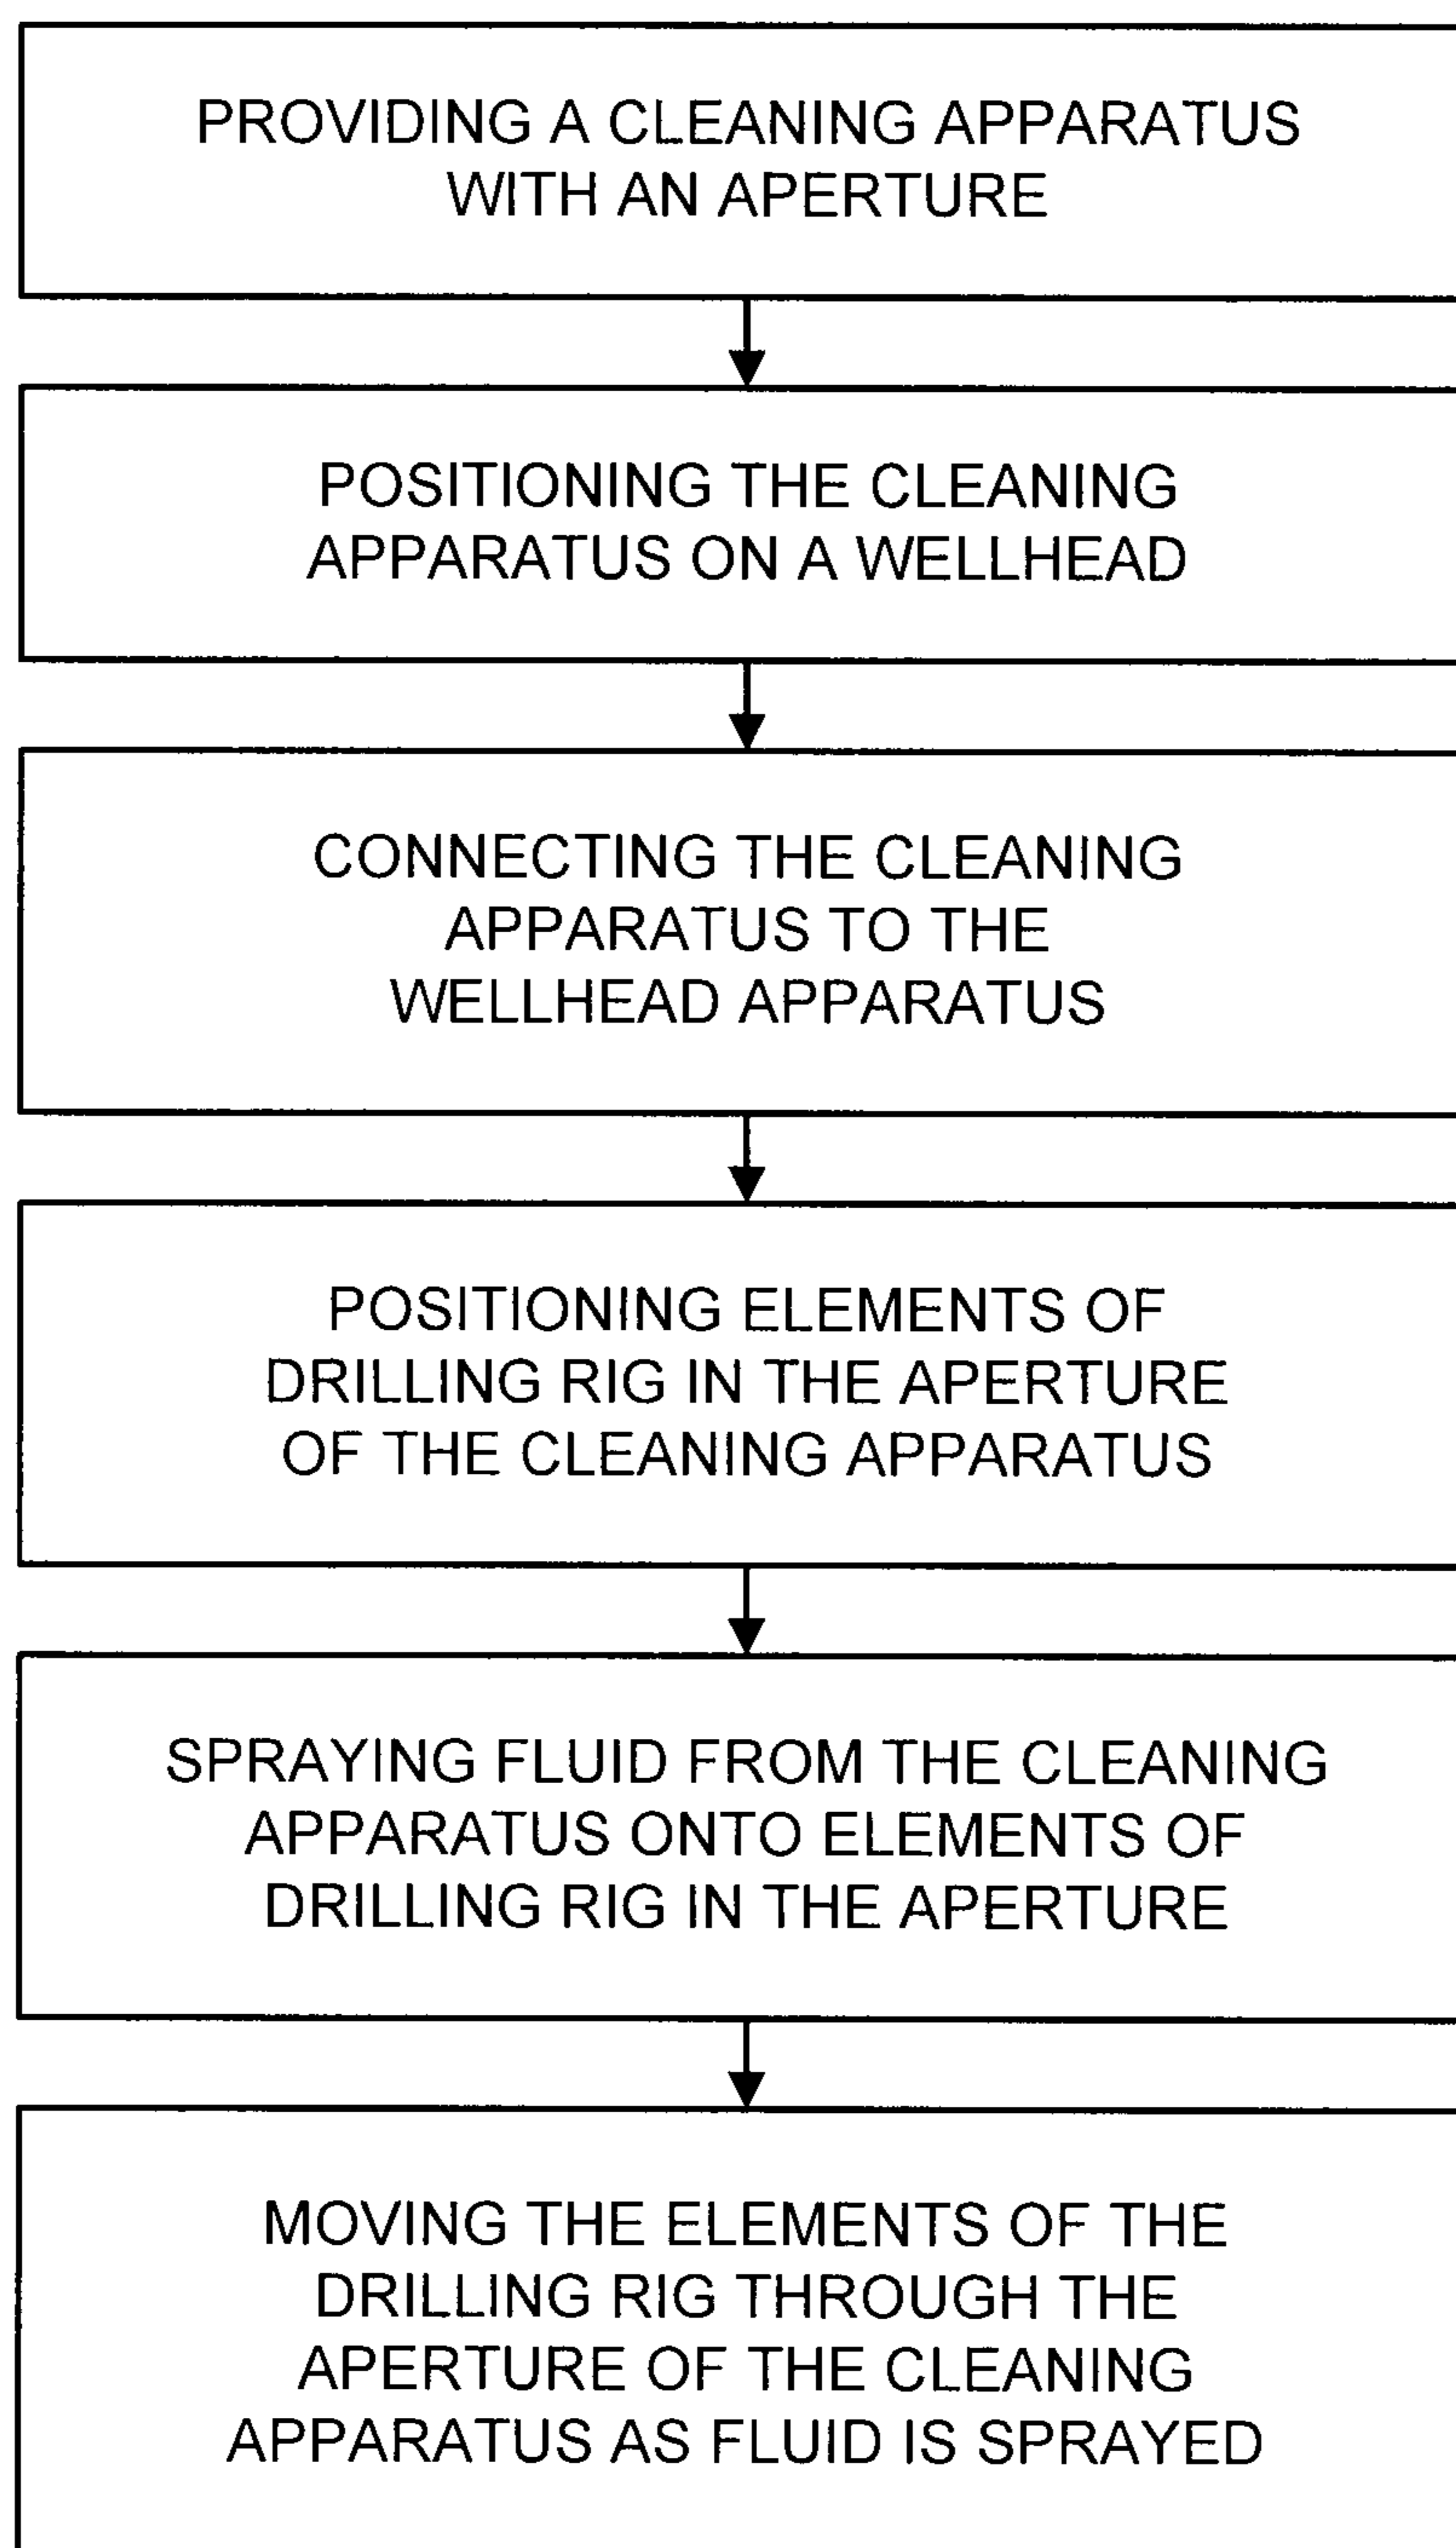 PROVIDING A CLEANING APPARATUS
WITH AN APERTURE
POSITIONING THE CLEANING
APPARATUS ON A WELLHEAD
CONNECTING THE CLEANING
APPARATUS TO THE
WELLHEAD APPARATUS
POSITIONING ELEMENTS OF
DRILLING RIG IN THE APERTURE
OF THE CLEANING APPARATUS
SPRAYING FLUID FROM THE CLEANING
APPARATUS ONTO ELEMENTS OF
DRILLING RIG IN THE APERTURE
MOVING THE ELEMENTS OF THE
DRILLING RIG THROUGH THE
APERTURE OF THE CLEANING
APPARATUS AS FLUID IS SPRAYED